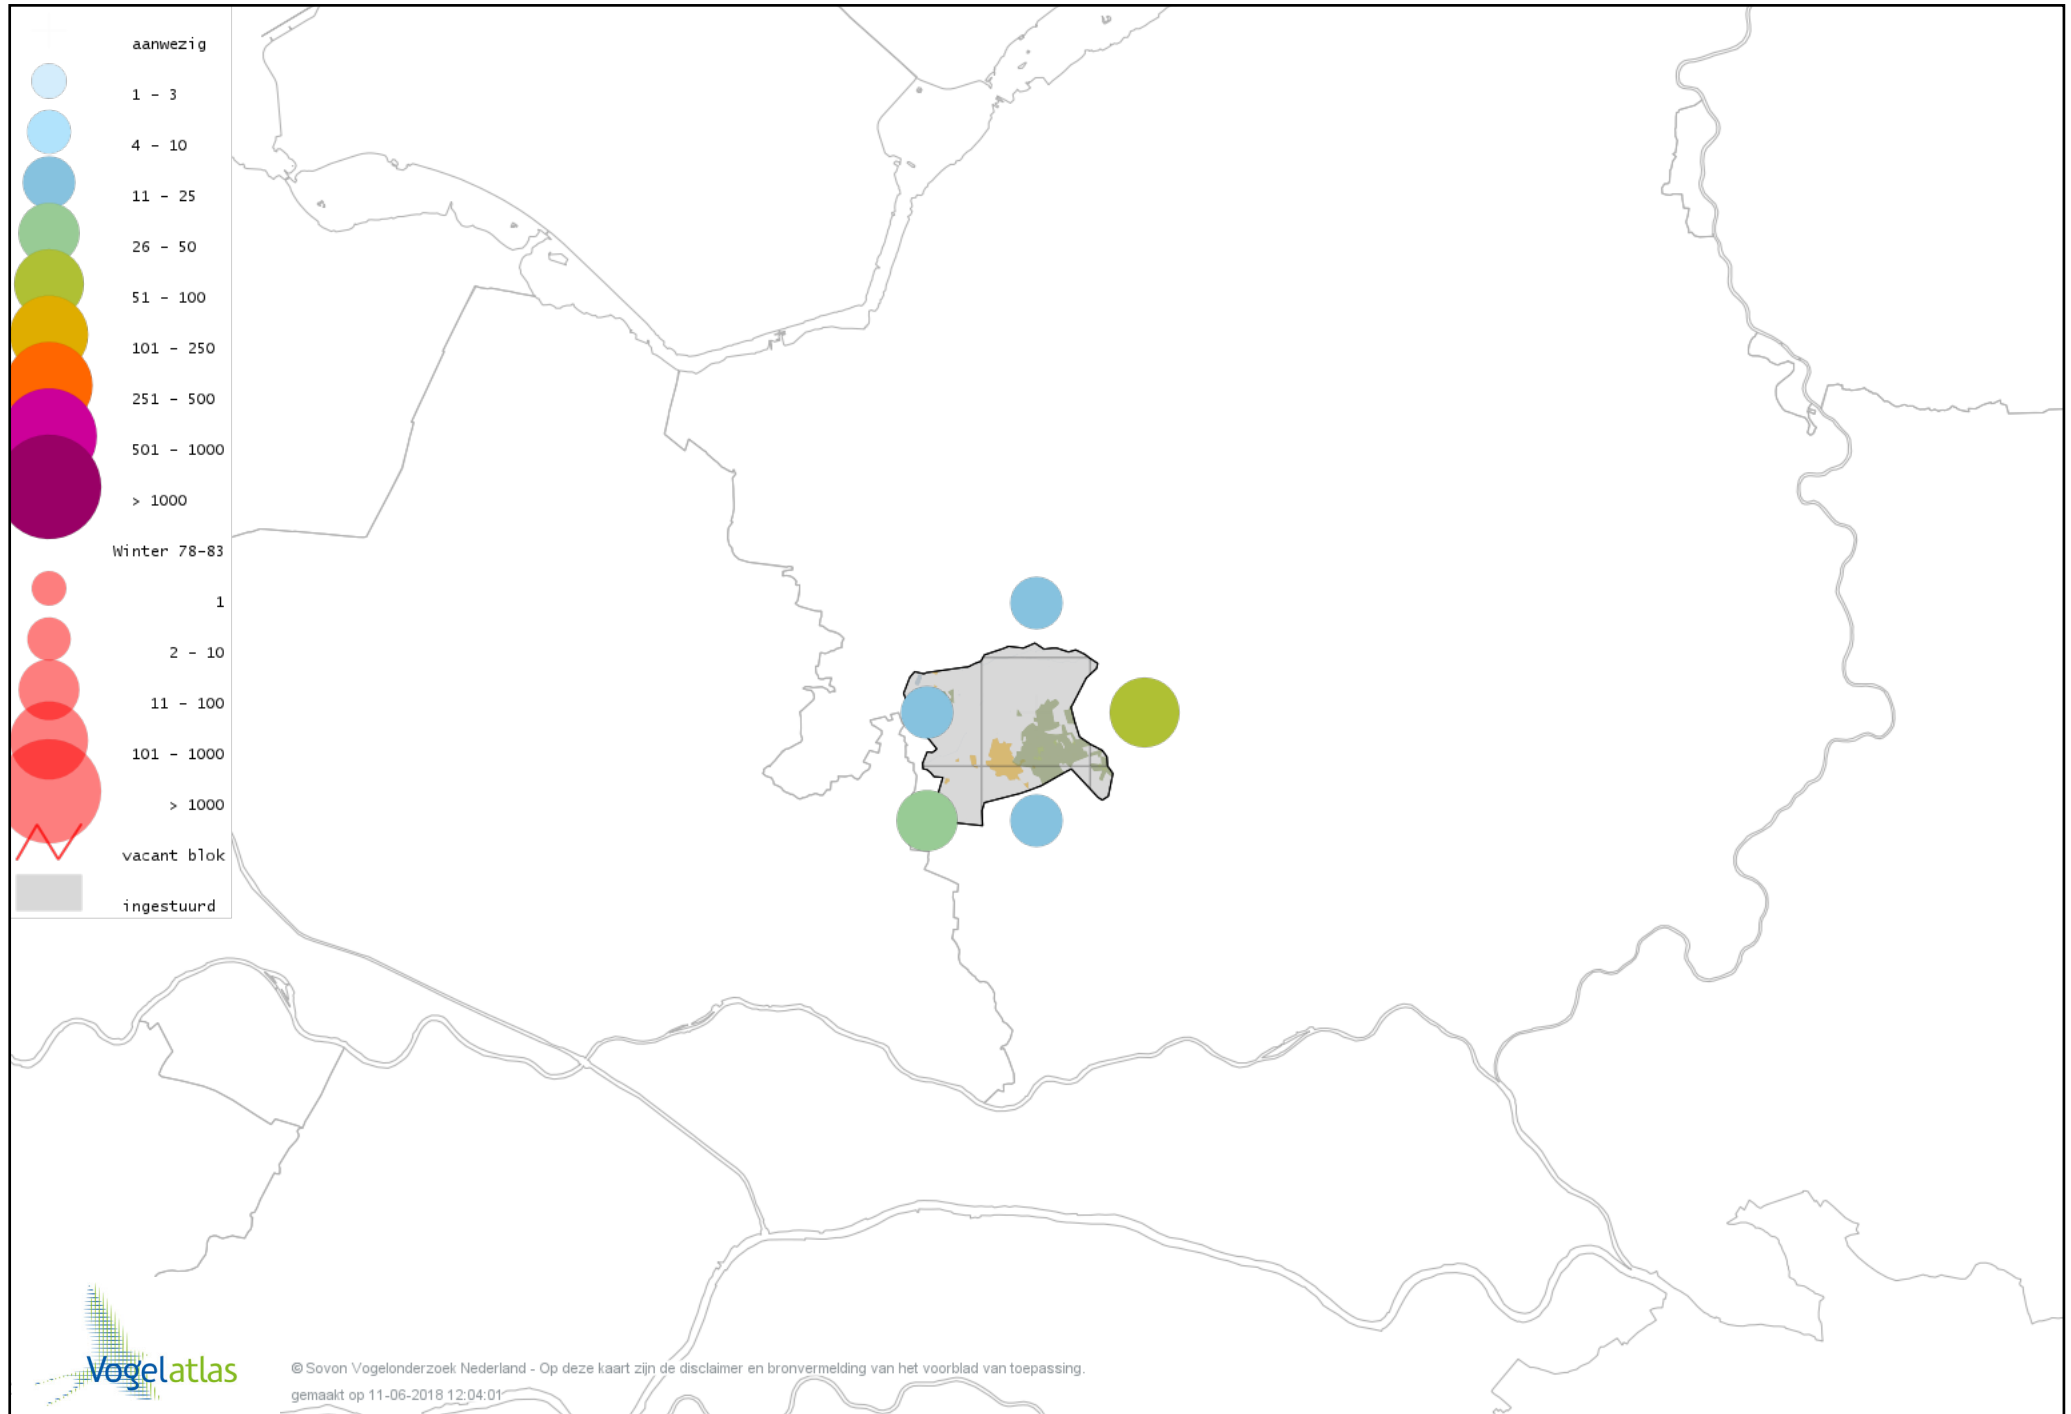 aanwezig
1 - 3
4 - 10
11 - 25
26 - 50
51 - 100
101 - 250
251 - 500
501 - 1000
> 1000
Winter 78-83
1
2 - 10
11 - 100
101 - 1000
> 1000
vacant blok
ingestuurd
Vogelatlas
© Sovon Vogelonderzoek Nederland - Op deze kaart zijn de disclaimer en bronvermelding van het voorblad van toepassing.
gemaakt op 11-06-2018 12:04:01